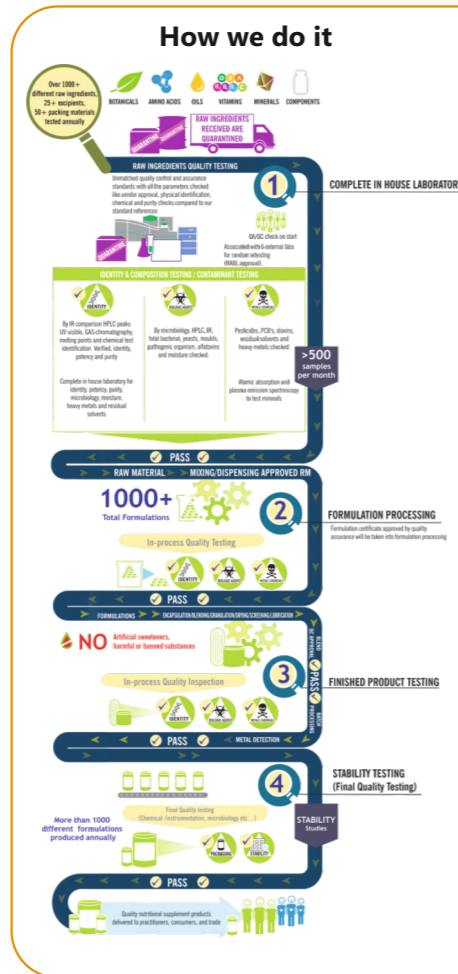 How we do it
Over 1000+
different raw ingredients,
25+ excipients,
50+ packing materials
tested annually
BOTANICALS
AMINO ACIDS
OILS
VITAMINS
MINERALS
COMPONENTS
QUARANTINE
QUARANTINE
RAW INGREDIENTS
RECEIVED ARE
QUARANTINED
RAW INGREDIENTS QUALITY TESTING
Unmatched quality control and assurance
standards with all the parameters checked
like vendor approval, physical identification,
chemical and purity checks compared to our
standard references
1
COMPLETE IN HOUSE LABORATOR
QUARANTINE
QA/QC check on start
Associated with 6 external labs
for random retesting
(NABL approval).
IDENTITY & COMPOSITION TESTING / CONTAMINANT TESTING
IDENTITY
By IR comparison HPLC peaks
UV visible, GAS chromatography,
melting points and chemical test
identification Verified, identity,
potency and purity
Complete in house laboratory for
identity, potency, purity,
microbiology, moisture,
heavy metals and residual
solvents
By microbiology, HPLC, IR,
total bacterial, yeasts, moulds,
pathogenic organism, aflatoxins
and moisture checked.
Pesticides, PCB's, dioxins,
residual solvents and
heavy metals checked.
Atomic absorption and
plasma emission spectroscopy
to test minerals
>500
samples
per month
PASS
RAW MATERIAL
MIXING/DISPENSING APPROVED RM
1000+
Total Formulations
2
FORMULATION PROCESSING
Formulation certificate approved by quality
assurance will be taken into formulation processing
In-process Quality Testing
IDENTITY
PASS
FORMULATIONS
ENCAPSULATION/BLENDING/GRANULATION/DRYING/SCREENING/LUBRICATION
NO
Artificial sweeteners,
harmful or banned substances
BLEND
QC APPROVAL
PASS
BATCH
PROCESSING
3
FINISHED PRODUCT TESTING
In-process Quality Inspection
IDENTITY
PASS
METAL DETECTION
4
STABILITY TESTING
(Final Quality Testing)
STABILITY
Studies
Final Quality testing
(Chemical /instrumentation, microbiology etc....)
More than 1000
different formulations
produced annually
PACKAGING
STABILITY
PASS
Quality nutritional supplement products
delivered to practitioners, consumers, and trade